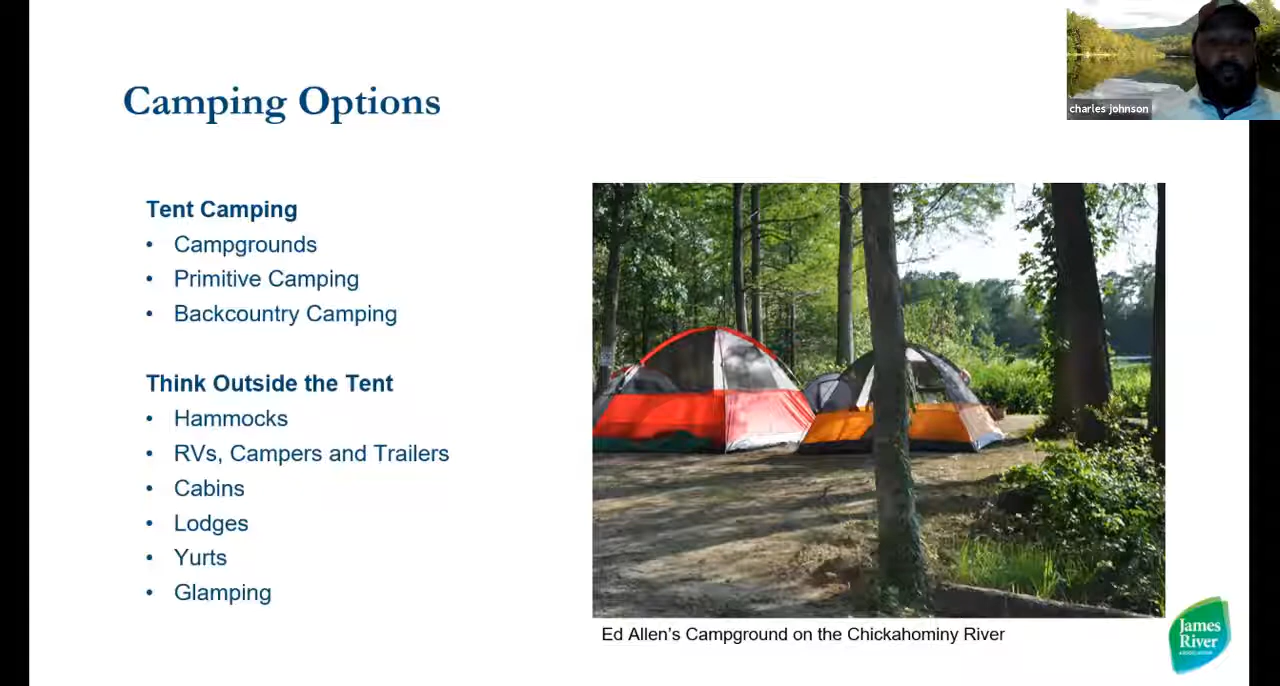 charles johnson
Camping Options
Tent Camping
• Campgrounds
• Primitive Camping
• Backcountry Camping
Think Outside the Tent
• Hammocks
• RVs, Campers and Trailers
• Cabins
• Lodges
• Yurts
• Glamping
Ed Allen's Campground on the Chickahominy River
James
River
ASSOCIATION